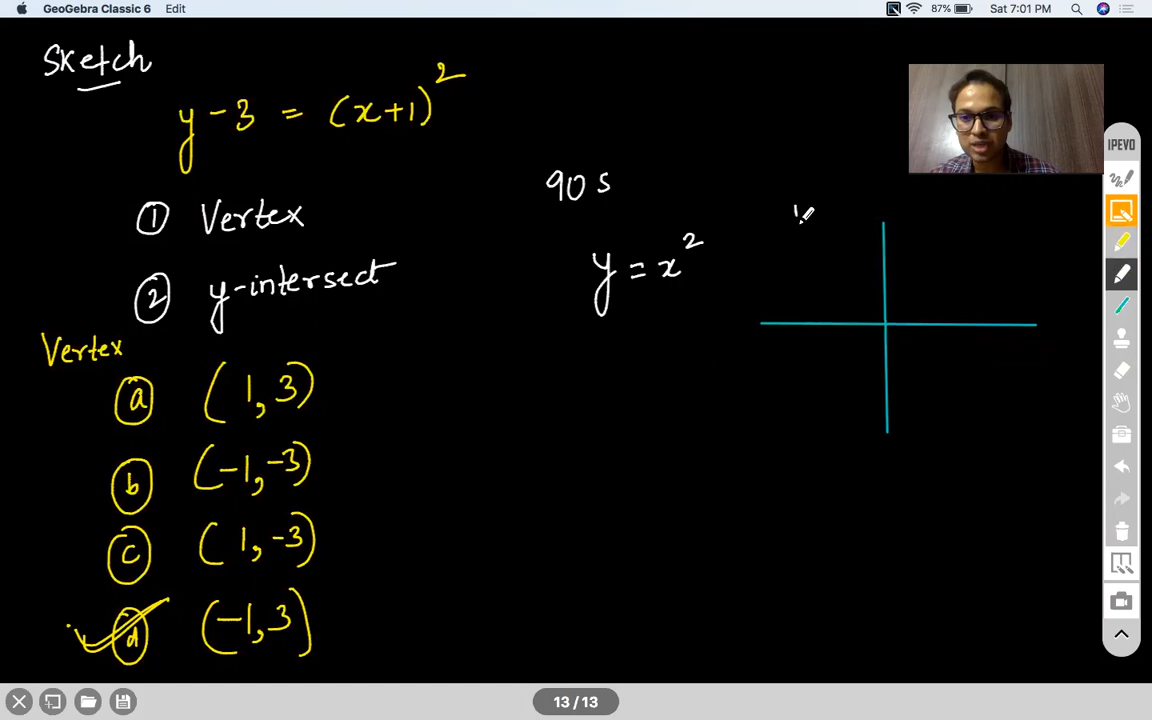 GeoGebra Classic 6 Edit 87% Sat 7:01 PM
Sketch
y - 3 = (x+1)²
90 s
① Vertex
② y-intersect
y = x²
Vertex
ⓐ (1, 3)
ⓑ (-1, -3)
ⓒ (1, -3)
ⓓ (-1, 3)
IPEVO
13 / 13